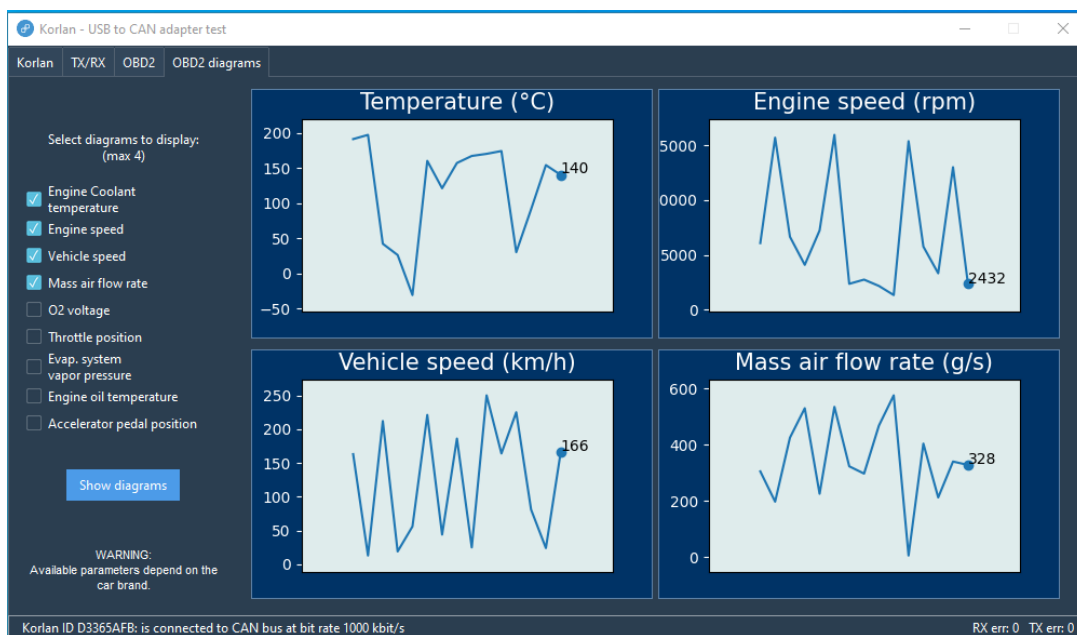 Korlan - USB to CAN adapter test
Korlan TX/RX OBD2 OBD2 diagrams
Select diagrams to display:
(max 4)
Engine Coolant
temperature
Engine speed
Vehicle speed
Mass air flow rate
O2 voltage
Throttle position
Evap. system
vapor pressure
Engine oil temperature
Accelerator pedal position
Show diagrams
WARNING:
Available parameters depend on the
car brand.
Temperature (°C)
200
150
100
50
0
−50
140
Engine speed (rpm)
5000
0000
5000
0
2432
Vehicle speed (km/h)
250
200
150
100
50
0
166
Mass air flow rate (g/s)
600
400
200
0
328
Korlan ID D3365AFB: is connected to CAN bus at bit rate 1000 kbit/s
RX err: 0 TX err: 0